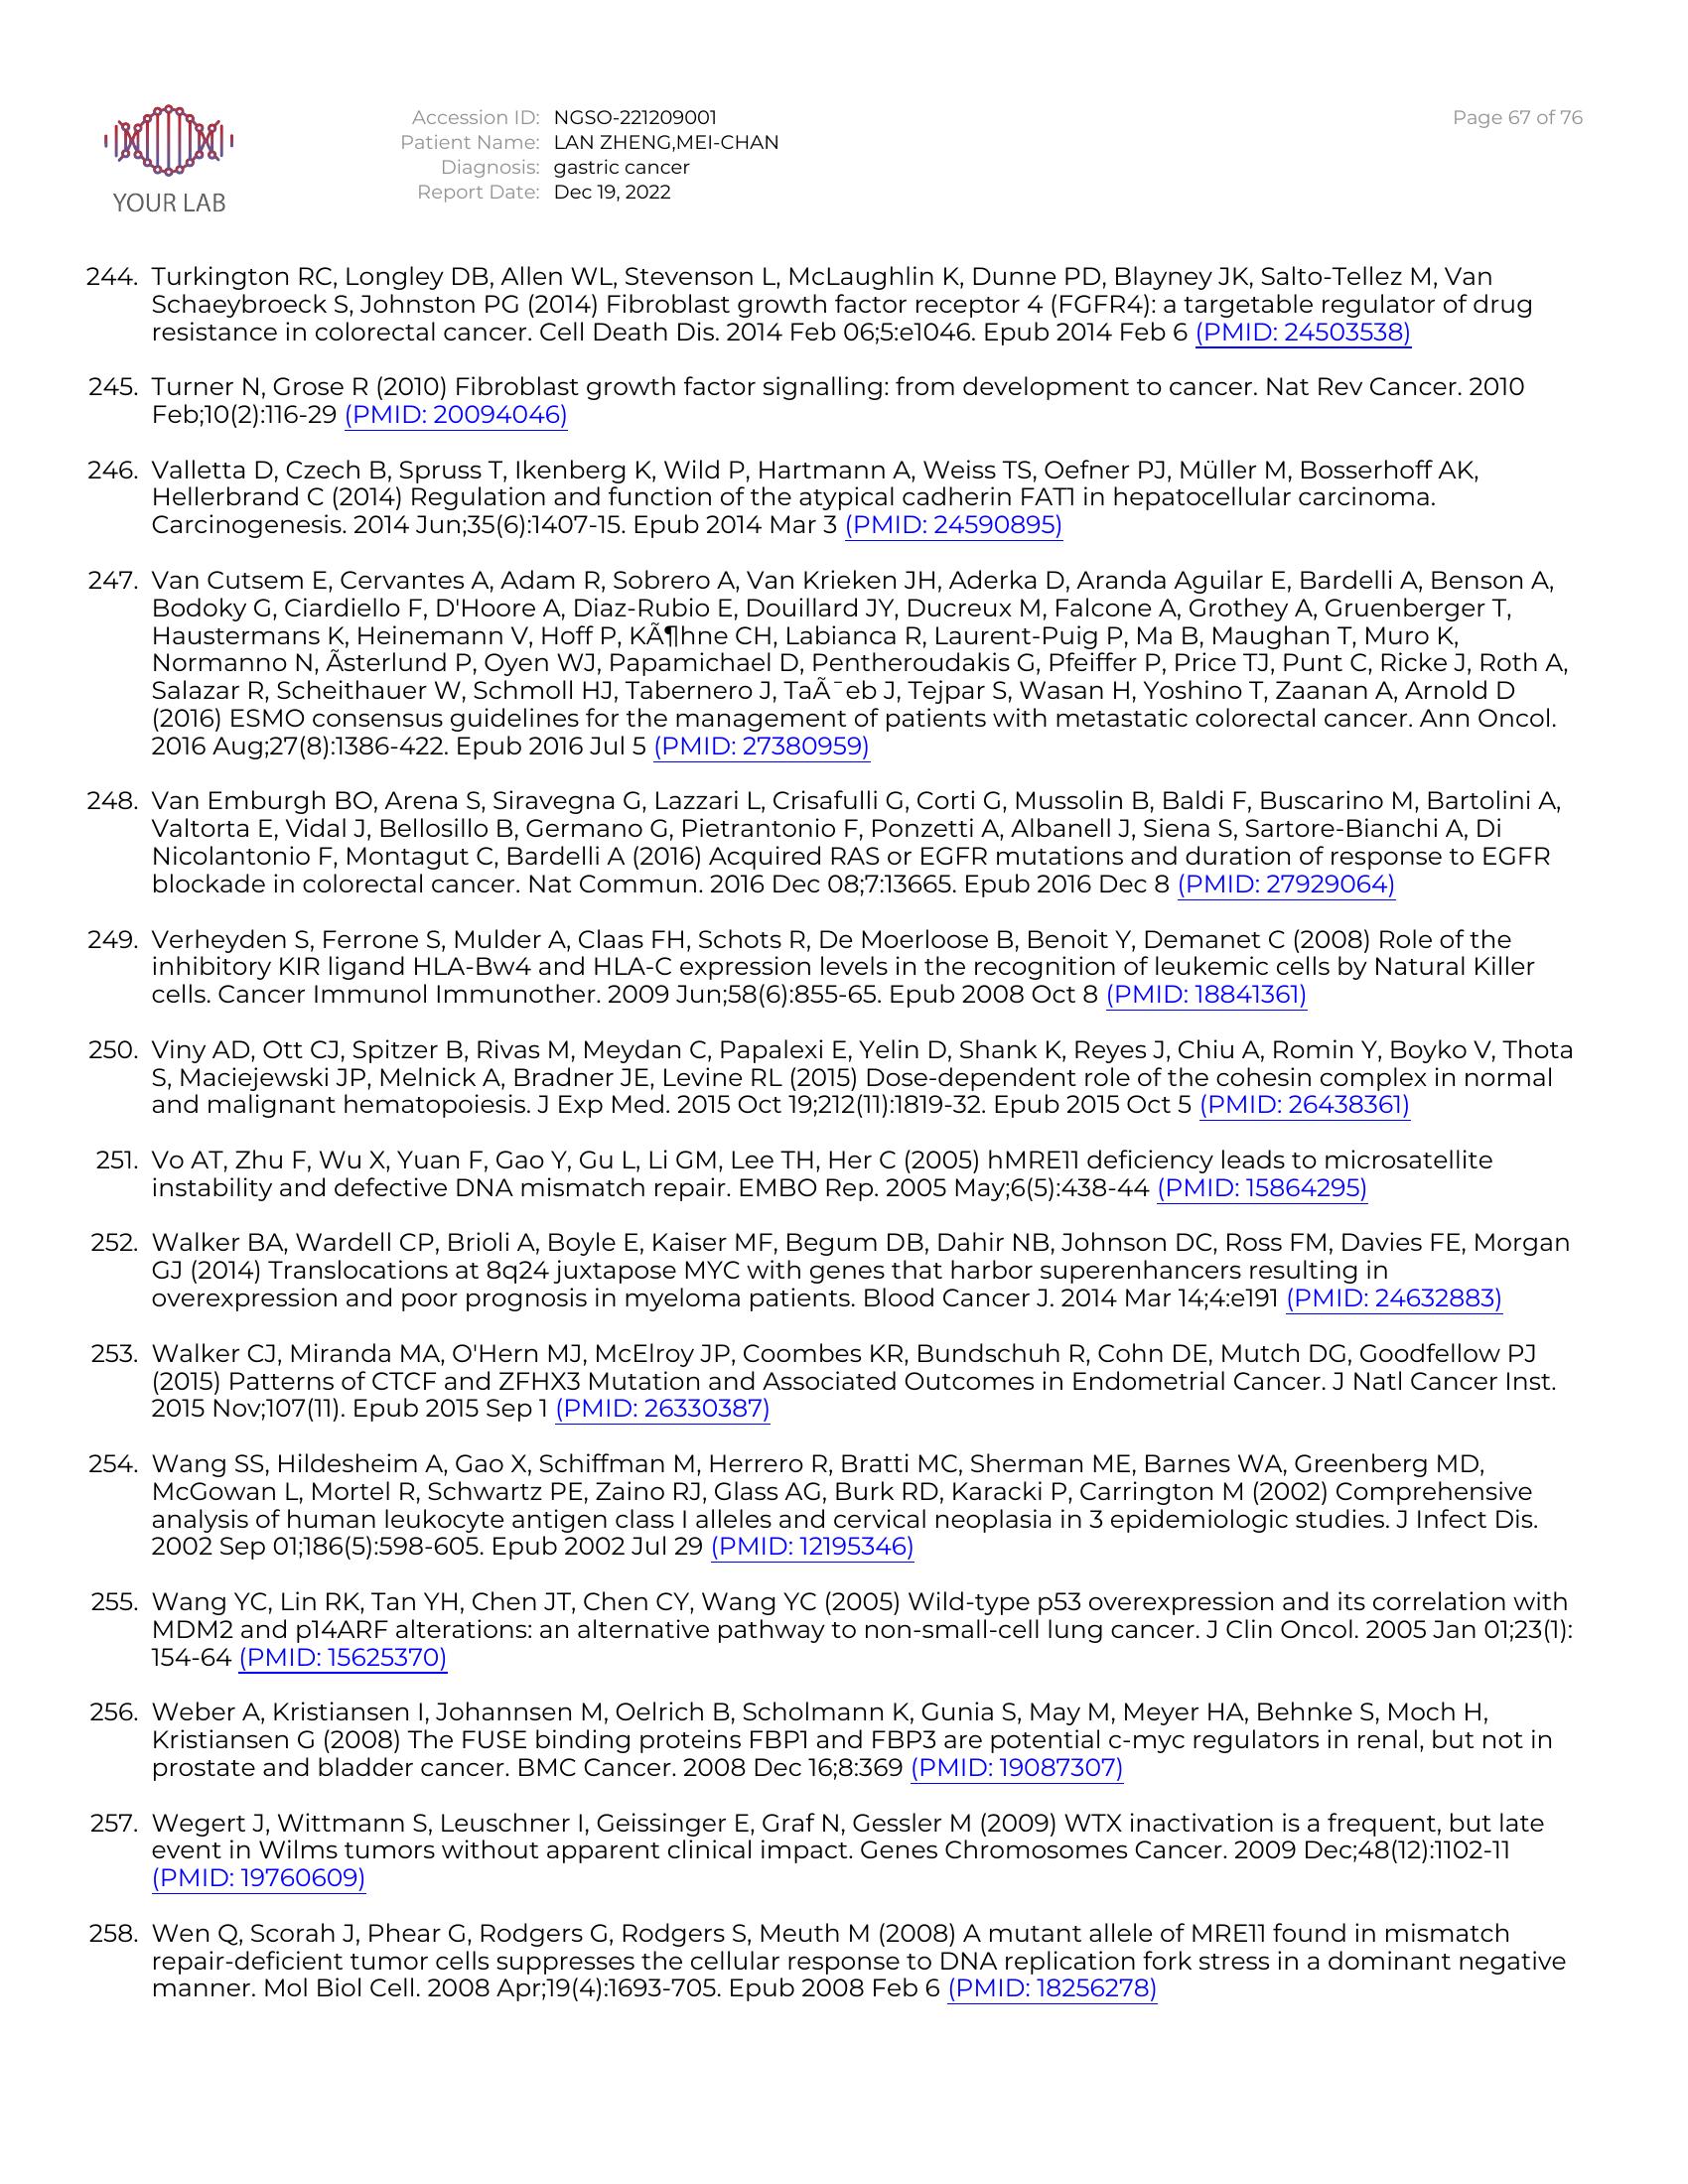 YOUR LAB
Accession ID: NGSO-221209001
Patient Name: LAN ZHENG,MEI-CHAN
Diagnosis: gastric cancer
Report Date: Dec 19, 2022
Page 67 of 76
244. Turkington RC, Longley DB, Allen WL, Stevenson L, McLaughlin K, Dunne PD, Blayney JK, Salto-Tellez M, Van
Schaeybroeck S, Johnston PG (2014) Fibroblast growth factor receptor 4 (FGFR4): a targetable regulator of drug
resistance in colorectal cancer. Cell Death Dis. 2014 Feb 06;5:e1046. Epub 2014 Feb 6 (PMID: 24503538)
245. Turner N, Grose R (2010) Fibroblast growth factor signalling: from development to cancer. Nat Rev Cancer. 2010
Feb;10(2):116-29 (PMID: 20094046)
246. Valletta D, Czech B, Spruss T, Ikenberg K, Wild P, Hartmann A, Weiss TS, Oefner PJ, Müller M, Bosserhoff AK,
Hellerbrand C (2014) Regulation and function of the atypical cadherin FAT1 in hepatocellular carcinoma.
Carcinogenesis. 2014 Jun;35(6):1407-15. Epub 2014 Mar 3 (PMID: 24590895)
247. Van Cutsem E, Cervantes A, Adam R, Sobrero A, Van Krieken JH, Aderka D, Aranda Aguilar E, Bardelli A, Benson A,
Bodoky G, Ciardiello F, D'Hoore A, Diaz-Rubio E, Douillard JY, Ducreux M, Falcone A, Grothey A, Gruenberger T,
Haustermans K, Heinemann V, Hoff P, KÃ¶hne CH, Labianca R, Laurent-Puig P, Ma B, Maughan T, Muro K,
Normanno N, Ãsterlund P, Oyen WJ, Papamichael D, Pentheroudakis G, Pfeiffer P, Price TJ, Punt C, Ricke J, Roth A,
Salazar R, Scheithauer W, Schmoll HJ, Tabernero J, TaÃ¯eb J, Tejpar S, Wasan H, Yoshino T, Zaanan A, Arnold D
(2016) ESMO consensus guidelines for the management of patients with metastatic colorectal cancer. Ann Oncol.
2016 Aug;27(8):1386-422. Epub 2016 Jul 5 (PMID: 27380959)
248. Van Emburgh BO, Arena S, Siravegna G, Lazzari L, Crisafulli G, Corti G, Mussolin B, Baldi F, Buscarino M, Bartolini A,
Valtorta E, Vidal J, Bellosillo B, Germano G, Pietrantonio F, Ponzetti A, Albanell J, Siena S, Sartore-Bianchi A, Di
Nicolantonio F, Montagut C, Bardelli A (2016) Acquired RAS or EGFR mutations and duration of response to EGFR
blockade in colorectal cancer. Nat Commun. 2016 Dec 08;7:13665. Epub 2016 Dec 8 (PMID: 27929064)
249. Verheyden S, Ferrone S, Mulder A, Claas FH, Schots R, De Moerloose B, Benoit Y, Demanet C (2008) Role of the
inhibitory KIR ligand HLA-Bw4 and HLA-C expression levels in the recognition of leukemic cells by Natural Killer
cells. Cancer Immunol Immunother. 2009 Jun;58(6):855-65. Epub 2008 Oct 8 (PMID: 18841361)
250. Viny AD, Ott CJ, Spitzer B, Rivas M, Meydan C, Papalexi E, Yelin D, Shank K, Reyes J, Chiu A, Romin Y, Boyko V, Thota
S, Maciejewski JP, Melnick A, Bradner JE, Levine RL (2015) Dose-dependent role of the cohesin complex in normal
and malignant hematopoiesis. J Exp Med. 2015 Oct 19;212(11):1819-32. Epub 2015 Oct 5 (PMID: 26438361)
251. Vo AT, Zhu F, Wu X, Yuan F, Gao Y, Gu L, Li GM, Lee TH, Her C (2005) hMRE11 deficiency leads to microsatellite
instability and defective DNA mismatch repair. EMBO Rep. 2005 May;6(5):438-44 (PMID: 15864295)
252. Walker BA, Wardell CP, Brioli A, Boyle E, Kaiser MF, Begum DB, Dahir NB, Johnson DC, Ross FM, Davies FE, Morgan
GJ (2014) Translocations at 8q24 juxtapose MYC with genes that harbor superenhancers resulting in
overexpression and poor prognosis in myeloma patients. Blood Cancer J. 2014 Mar 14;4:e191 (PMID: 24632883)
253. Walker CJ, Miranda MA, O'Hern MJ, McElroy JP, Coombes KR, Bundschuh R, Cohn DE, Mutch DG, Goodfellow PJ
(2015) Patterns of CTCF and ZFHX3 Mutation and Associated Outcomes in Endometrial Cancer. J Natl Cancer Inst.
2015 Nov;107(11). Epub 2015 Sep 1 (PMID: 26330387)
254. Wang SS, Hildesheim A, Gao X, Schiffman M, Herrero R, Bratti MC, Sherman ME, Barnes WA, Greenberg MD,
McGowan L, Mortel R, Schwartz PE, Zaino RJ, Glass AG, Burk RD, Karacki P, Carrington M (2002) Comprehensive
analysis of human leukocyte antigen class I alleles and cervical neoplasia in 3 epidemiologic studies. J Infect Dis.
2002 Sep 01;186(5):598-605. Epub 2002 Jul 29 (PMID: 12195346)
255. Wang YC, Lin RK, Tan YH, Chen JT, Chen CY, Wang YC (2005) Wild-type p53 overexpression and its correlation with
MDM2 and p14ARF alterations: an alternative pathway to non-small-cell lung cancer. J Clin Oncol. 2005 Jan 01;23(1):
154-64 (PMID: 15625370)
256. Weber A, Kristiansen I, Johannsen M, Oelrich B, Scholmann K, Gunia S, May M, Meyer HA, Behnke S, Moch H,
Kristiansen G (2008) The FUSE binding proteins FBP1 and FBP3 are potential c-myc regulators in renal, but not in
prostate and bladder cancer. BMC Cancer. 2008 Dec 16;8:369 (PMID: 19087307)
257. Wegert J, Wittmann S, Leuschner I, Geissinger E, Graf N, Gessler M (2009) WTX inactivation is a frequent, but late
event in Wilms tumors without apparent clinical impact. Genes Chromosomes Cancer. 2009 Dec;48(12):1102-11
(PMID: 19760609)
258. Wen Q, Scorah J, Phear G, Rodgers G, Rodgers S, Meuth M (2008) A mutant allele of MRE11 found in mismatch
repair-deficient tumor cells suppresses the cellular response to DNA replication fork stress in a dominant negative
manner. Mol Biol Cell. 2008 Apr;19(4):1693-705. Epub 2008 Feb 6 (PMID: 18256278)